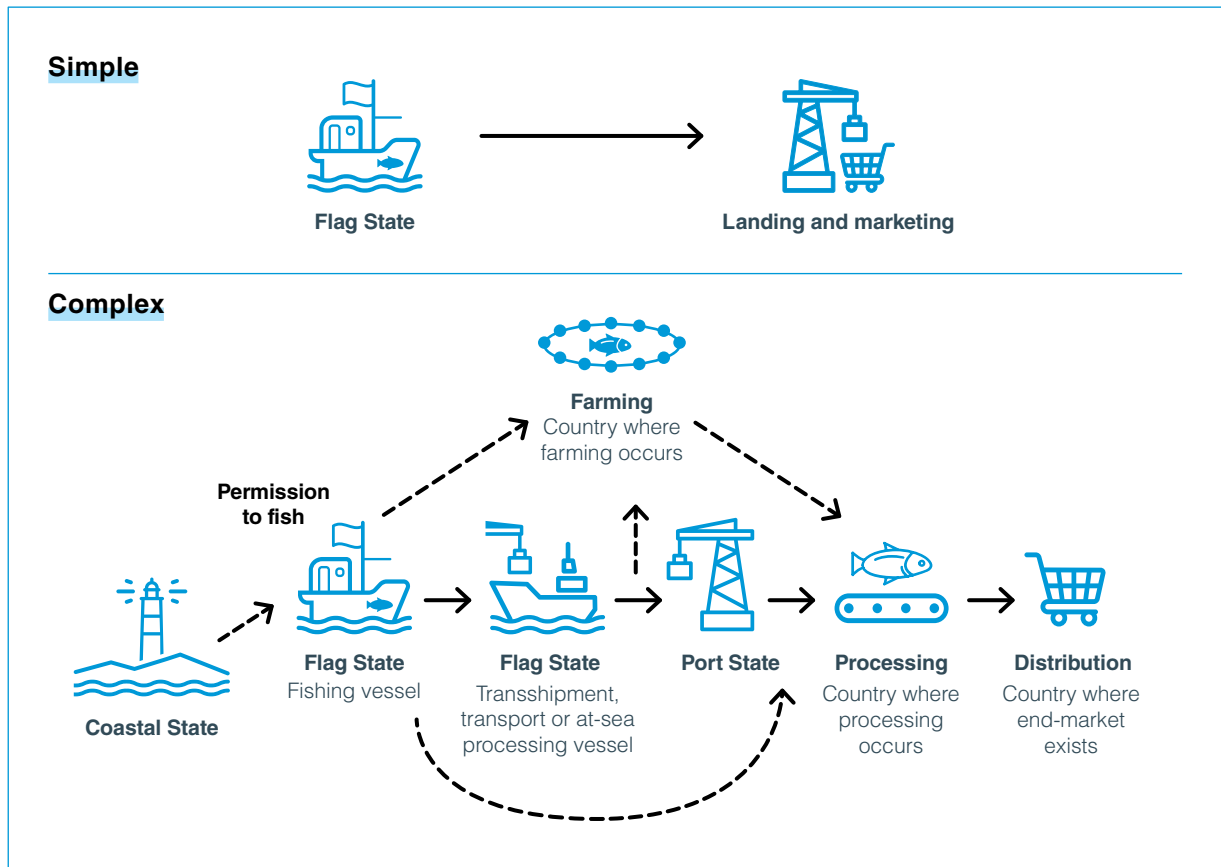 Simple
Flag State
Landing and marketing
Complex
Farming
Country where
farming occurs
Permission
to fish
Coastal State
Flag State
Fishing vessel
Flag State
Transshipment,
transport or at-sea
processing vessel
Port State
Processing
Country where
processing
occurs
Distribution
Country where
end-market
exists